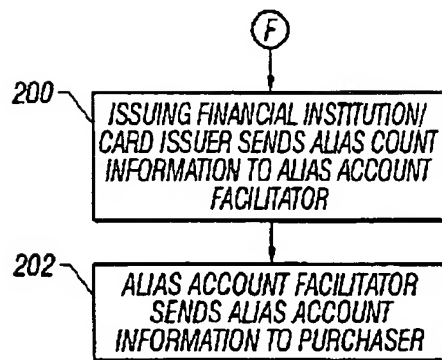 F
200
ISSUING FINANCIAL INSTITUTION/
CARD ISSUER SENDS ALIAS COUNT
INFORMATION TO ALIAS ACCOUNT
FACILITATOR
202
ALIAS ACCOUNT FACILITATOR
SENDS ALIAS ACCOUNT
INFORMATION TO PURCHASER